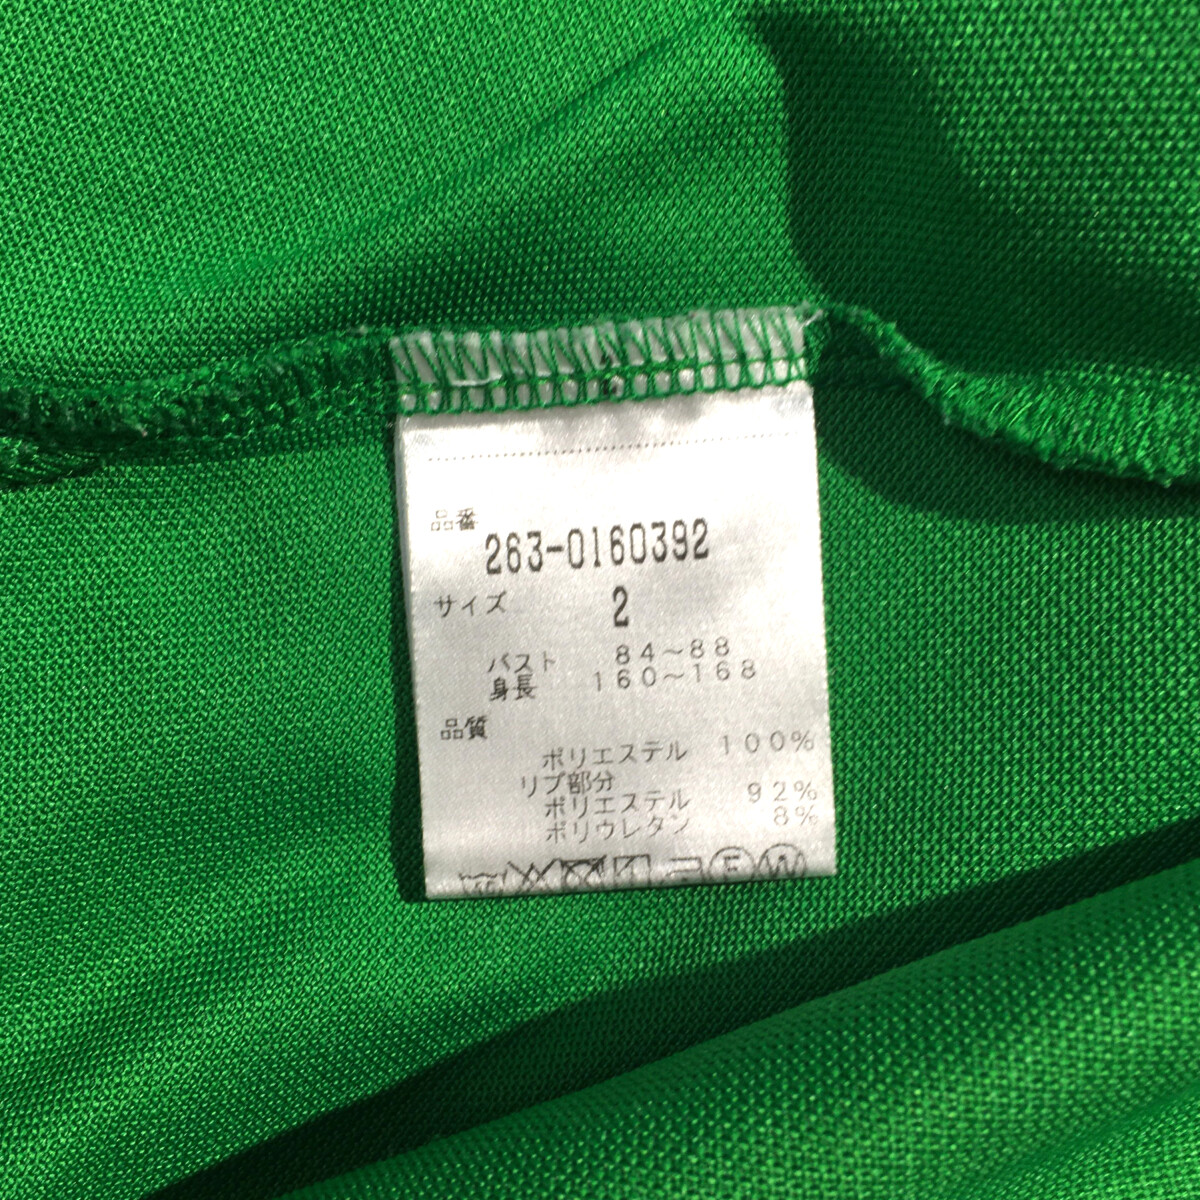 品番
263-0160392
サイズ 2
バスト 84〜88
身長 160〜168
品質
ポリエステル 100%
リブ部分
ポリエステル 92%
ポリウレタン 8%
F W